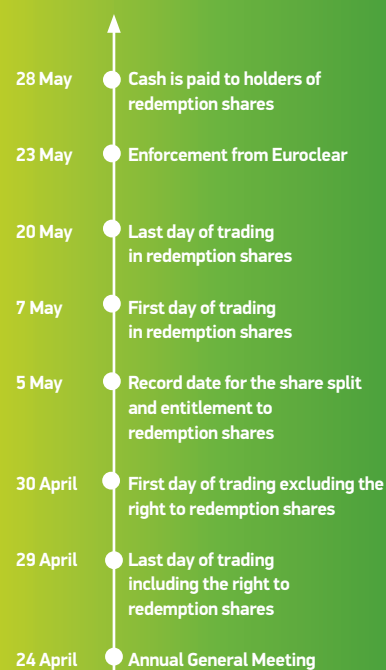 28 May
Cash is paid to holders of
redemption shares
23 May
Enforcement from Euroclear
20 May
Last day of trading
in redemption shares
7 May
First day of trading
in redemption shares
5 May
Record date for the share split
and entitlement to
redemption shares
30 April
First day of trading excluding the
right to redemption shares
29 April
Last day of trading
including the right to
redemption shares
24 April
Annual General Meeting